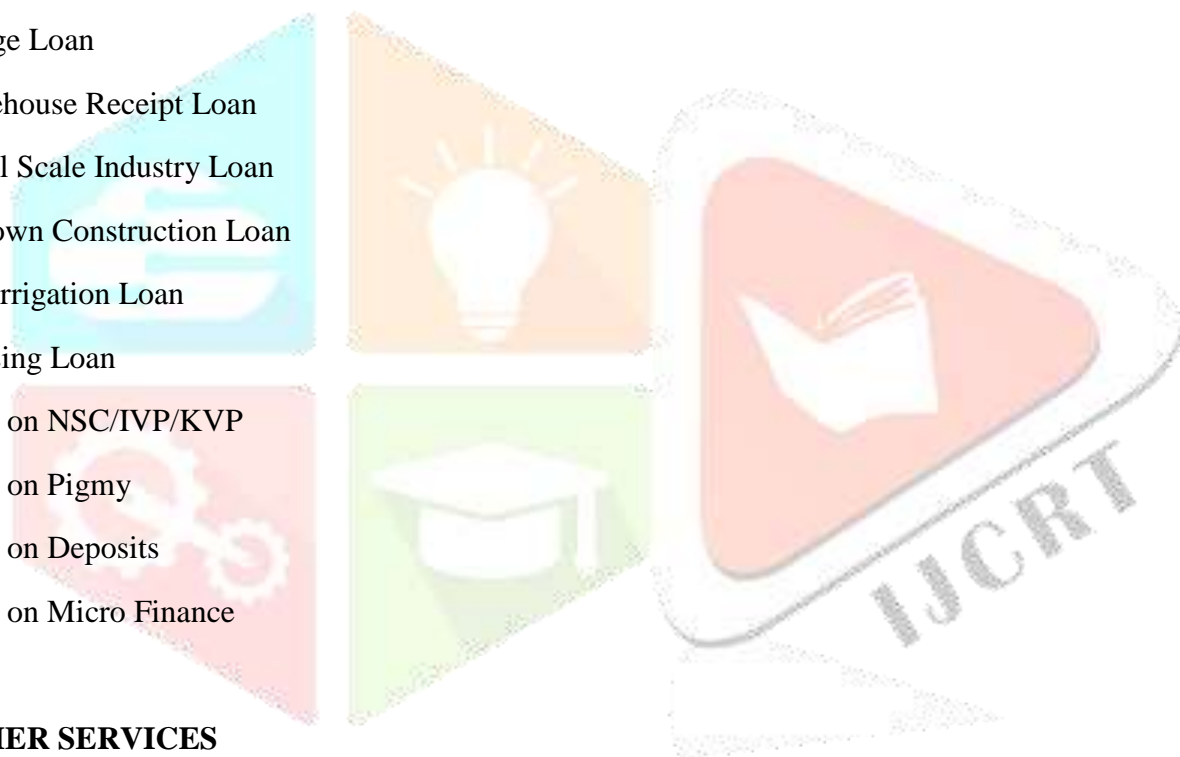 ge Loan
ehouse Receipt Loan
l Scale Industry Loan
own Construction Loan
rrigation Loan
ing Loan
on NSC/IVP/KVP
on Pigmy
on Deposits
on Micro Finance
IJCRT
IER SERVICES